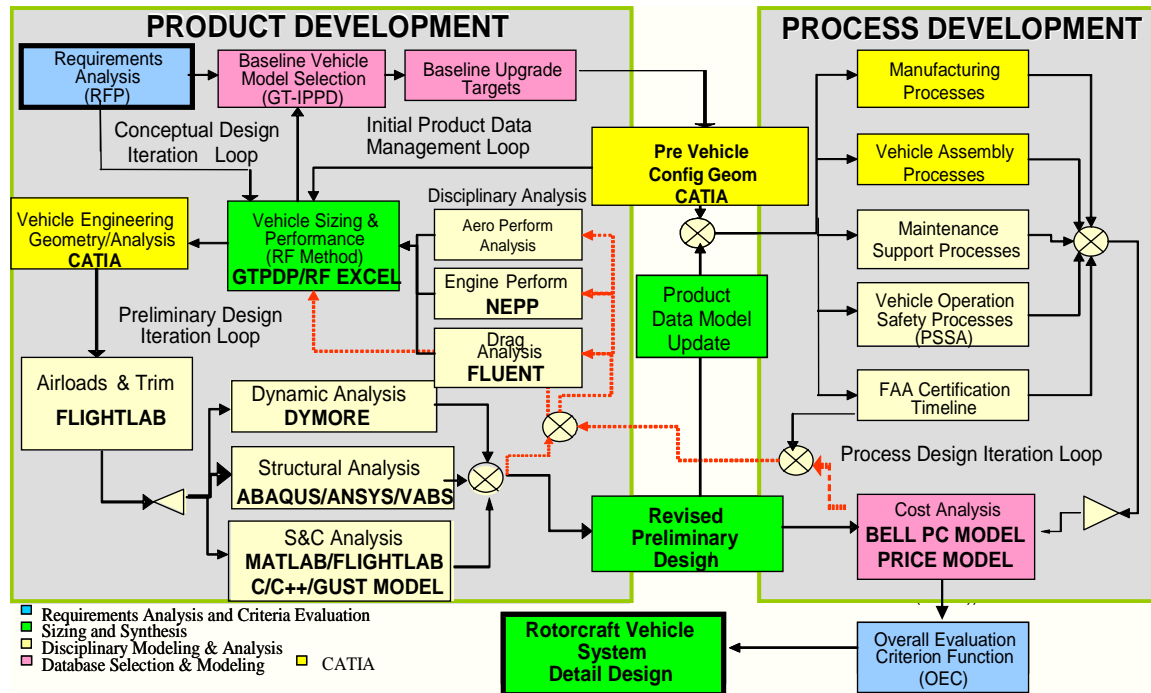 PRODUCT DEVELOPMENT
PROCESS DEVELOPMENT
Requirements
Analysis
(RFP)
Baseline Vehicle
Model Selection
(GT-IPPD)
Baseline Upgrade
Targets
Conceptual Design
Iteration Loop
Initial Product Data
Management Loop
Pre Vehicle
Config Geom
CATIA
Manufacturing
Processes
Vehicle Assembly
Processes
Maintenance
Support Processes
Vehicle Operation
Safety Processes
(PSSA)
FAA Certification
Timeline
Vehicle Engineering
Geometry/Analysis
CATIA
Vehicle Sizing &
Performance
(RF Method)
GTPDP/RF EXCEL
Disciplinary Analysis
Aero Perform
Analysis
Engine Perform
NEPP
Drag
Analysis
FLUENT
Product
Data Model
Update
Preliminary Design
Iteration Loop
Airloads & Trim
FLIGHTLAB
Dynamic Analysis
DYMORE
Structural Analysis
ABAQUS/ANSYS/VABS
S&C Analysis
MATLAB/FLIGHTLAB
C/C++/GUST MODEL
Revised
Preliminary
Design
Process Design Iteration Loop
Cost Analysis
BELL PC MODEL
PRICE MODEL
Requirements Analysis and Criteria Evaluation
Sizing and Synthesis
Disciplinary Modeling & Analysis
Database Selection & Modeling
CATIA
Rotorcraft Vehicle
System
Detail Design
Overall Evaluation
Criterion Function
(OEC)